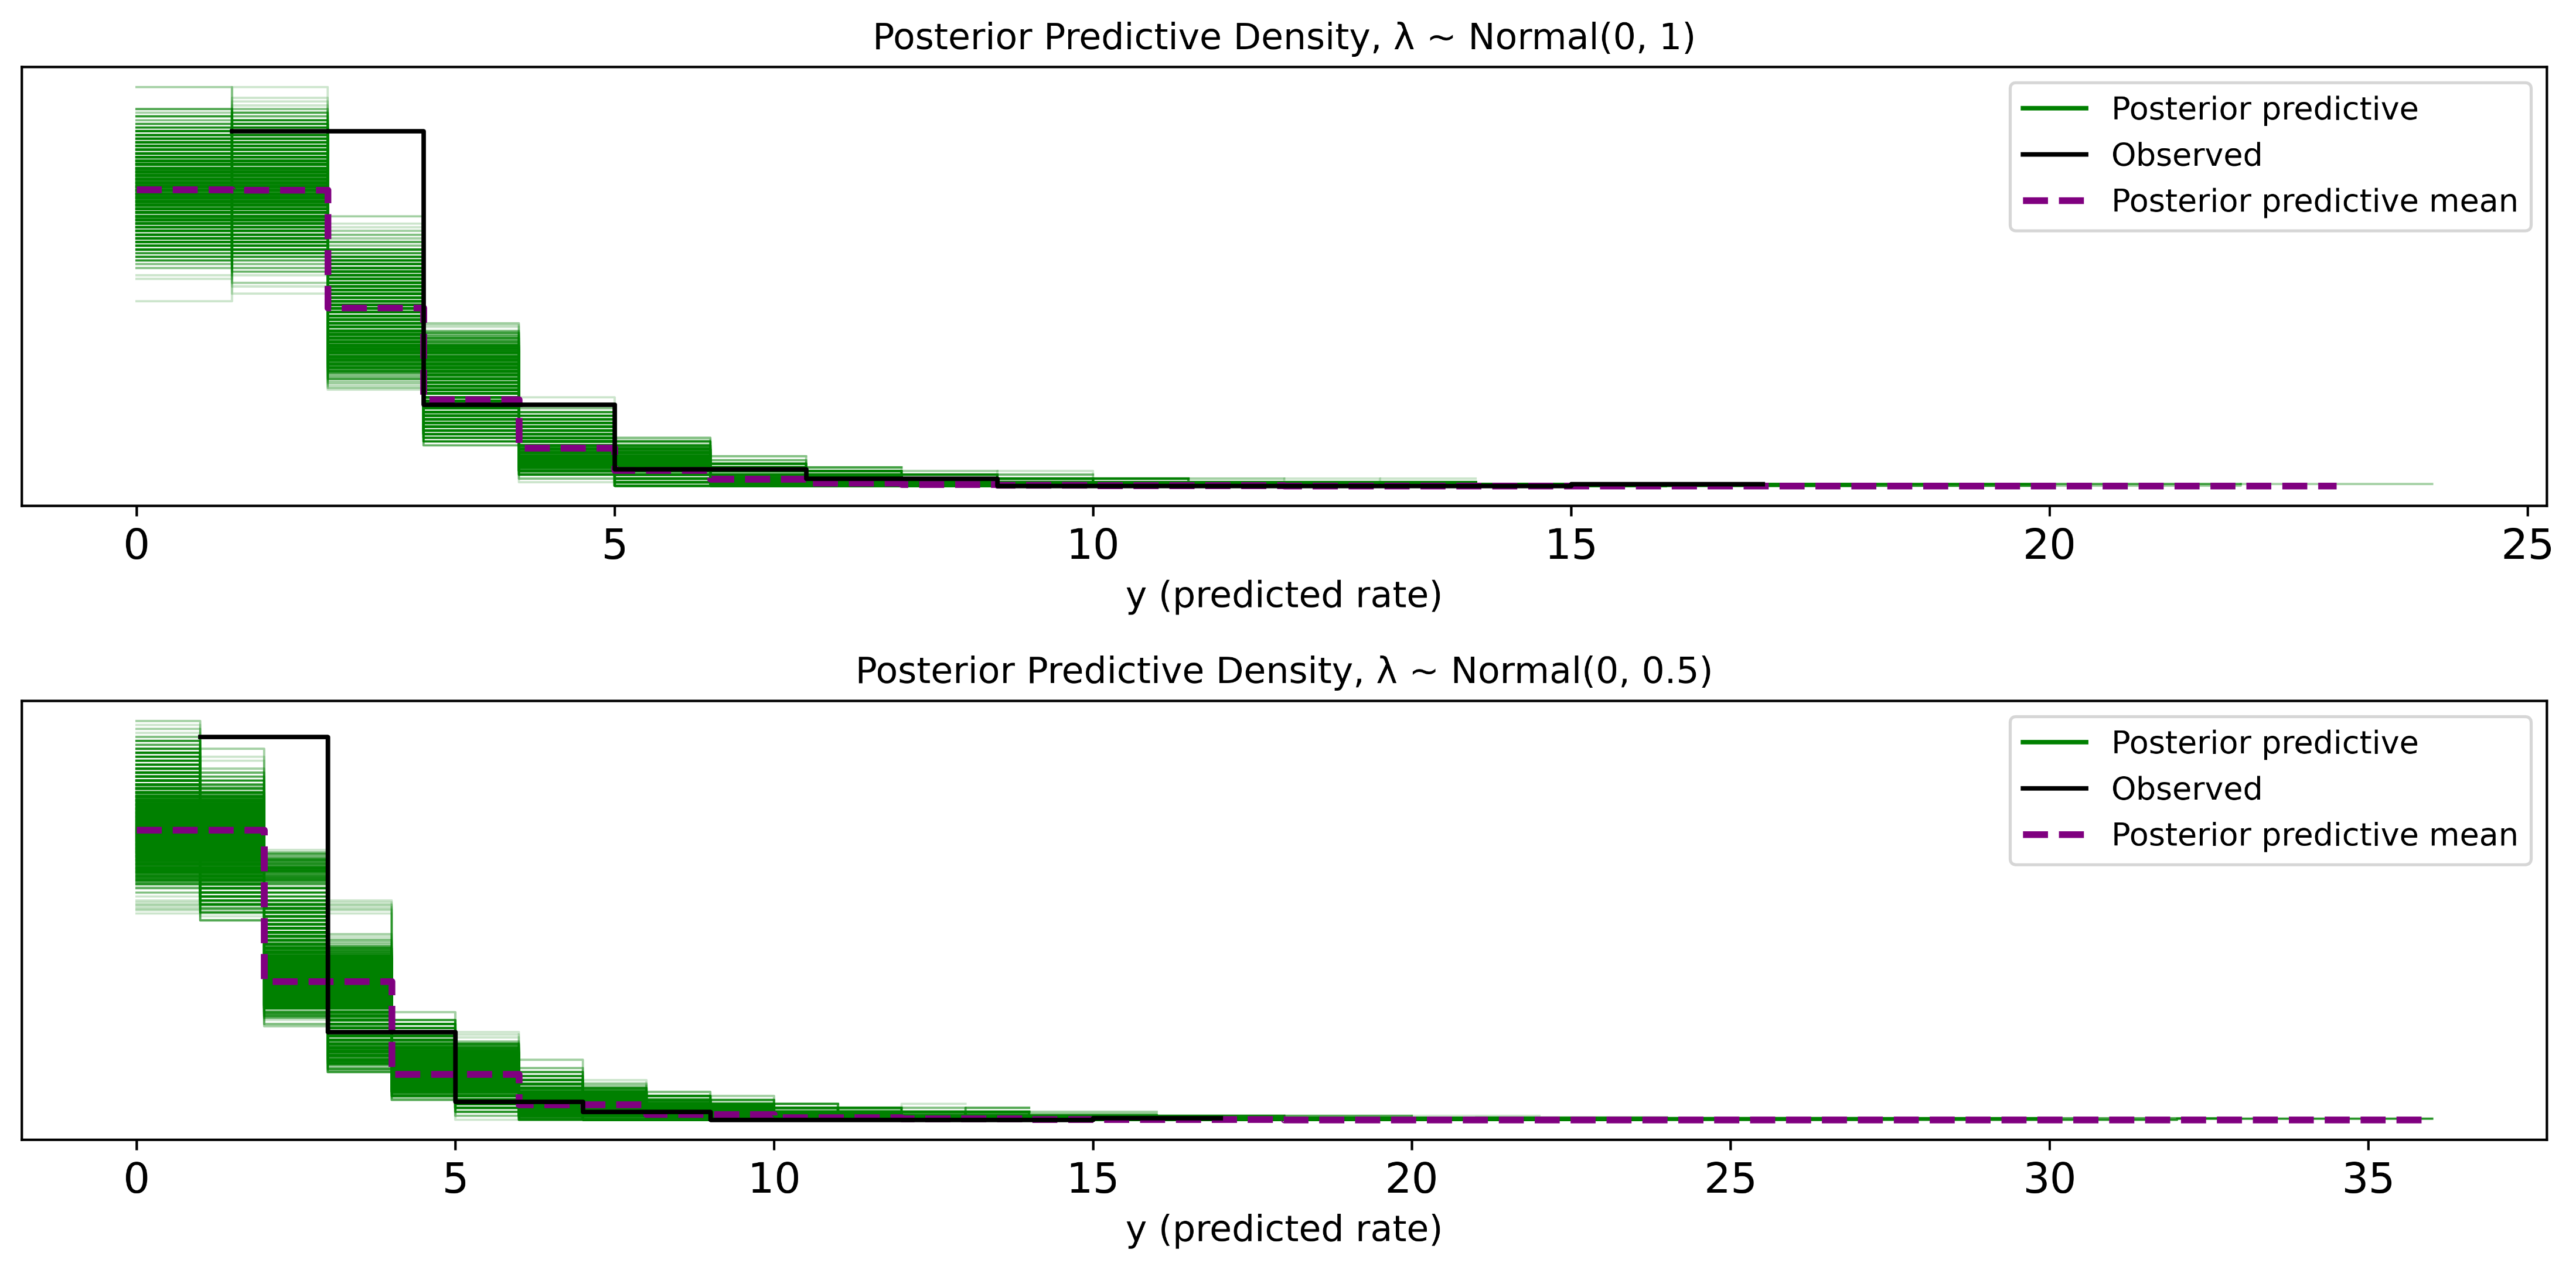 Posterior Predictive Density, λ ~ Normal(0, 1)
Posterior predictive
Observed
Posterior predictive mean
0 5 10 15 20 25
y (predicted rate)
Posterior Predictive Density, λ ~ Normal(0, 0.5)
Posterior predictive
Observed
Posterior predictive mean
0 5 10 15 20 25 30 35
y (predicted rate)